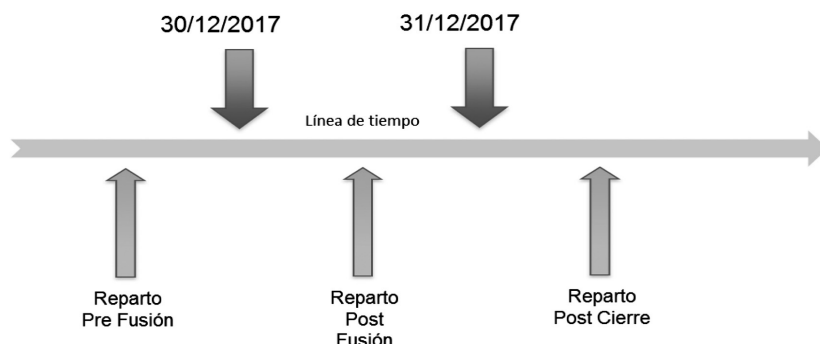 30/12/2017
31/12/2017
Línea de tiempo
Reparto
Pre Fusión
Reparto
Post
Fusión
Reparto
Post Cierre